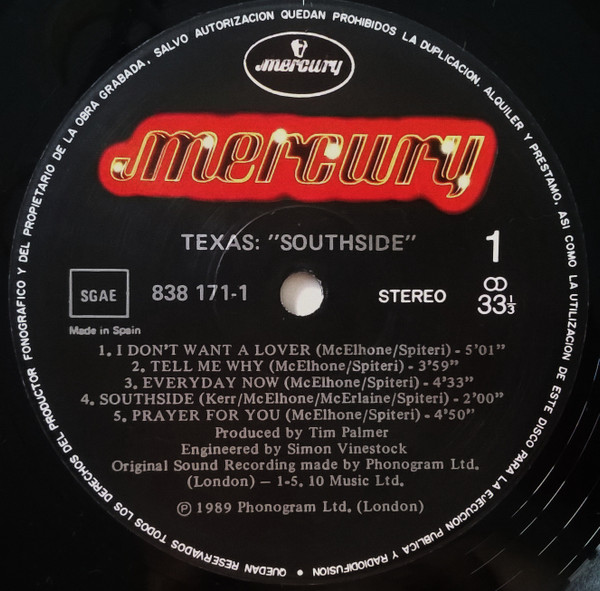 QUEDAN RESERVADOS TODOS LOS DERECHOS DEL PRODUCTOR FONOGRAFICO Y DEL PROPIETARIO DE LA OBRA GRABADA, SALVO AUTORIZACION QUEDAN PROHIBIDOS LA DUPLICACION, ALQUILER Y PRESTAMO, ASI COMO LA UTILIZACION DE ESTE DISCO PARA LA EJECUCION PUBLICA Y RADIODIFUSION •
mercury
mercury
TEXAS: "SOUTHSIDE"
1
SGAE
838 171-1
STEREO
33⅓
Made in Spain
1. I DON'T WANT A LOVER (McElhone/Spiteri) - 5'01"
2. TELL ME WHY (McElhone/Spiteri) - 3'59"
3. EVERYDAY NOW (McElhone/Spiteri) - 4'33"
4. SOUTHSIDE (Kerr/McElhone/McErlaine/Spiteri) - 2'00"
5. PRAYER FOR YOU (McElhone/Spiteri) - 4'50"
Produced by Tim Palmer
Engineered by Simon Vinestock
Original Sound Recording made by Phonogram Ltd.
(London) — 1-5, 10 Music Ltd.
℗ 1989 Phonogram Ltd. (London)